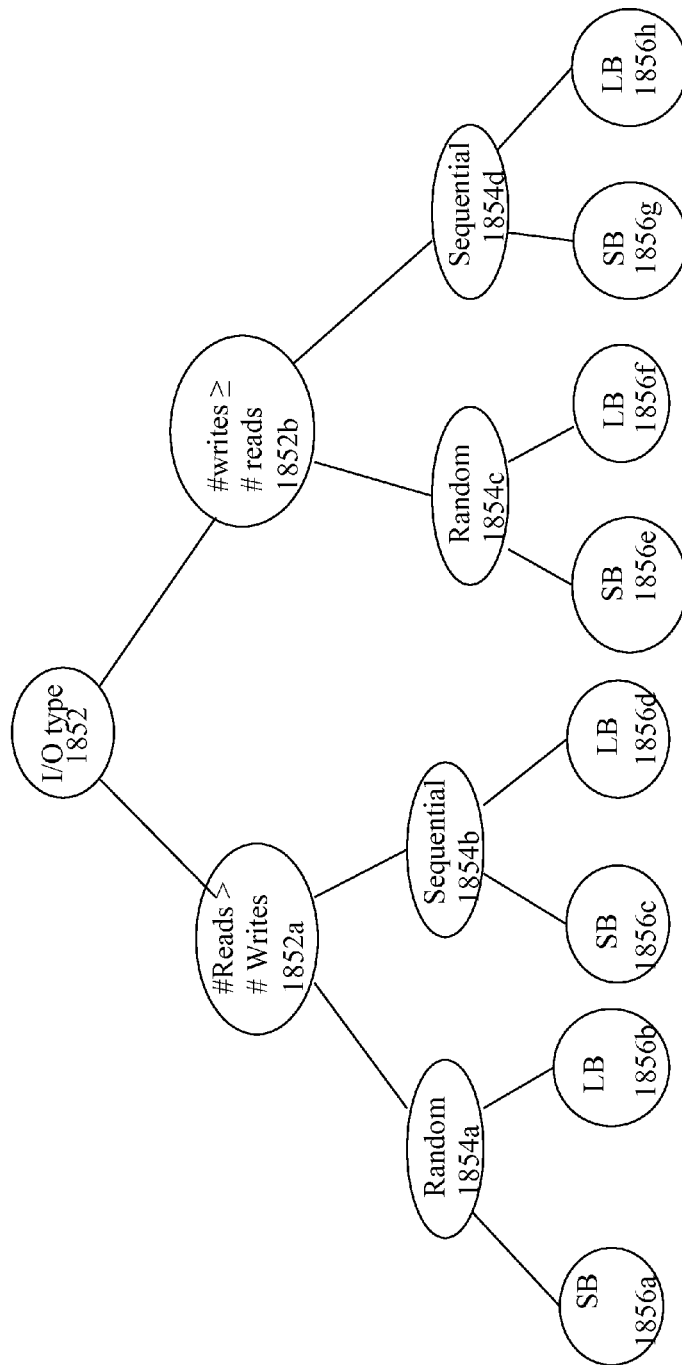 I/O type
1852
#Reads >
# Writes
1852a
#writes ≥
# reads
1852b
Random
1854a
Sequential
1854b
Random
1854c
Sequential
1854d
SB
1856a
LB
1856b
SB
1856c
LB
1856d
SB
1856e
LB
1856f
SB
1856g
LB
1856h